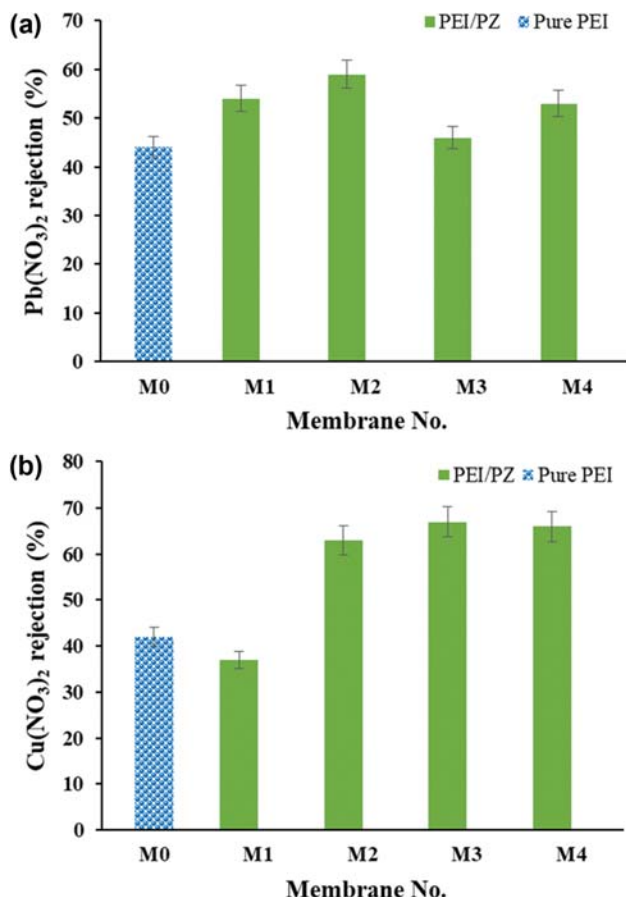 (a)
70
PEI/PZ Pure PEI
60
50
40
30
20
10
0
Pb(NO₃)₂ rejection (%)
M0 M1 M2 M3 M4
Membrane No.
(b)
80
PEI/PZ Pure PEI
70
60
50
40
30
20
10
0
Cu(NO₃)₂ rejection (%)
M0 M1 M2 M3 M4
Membrane No.